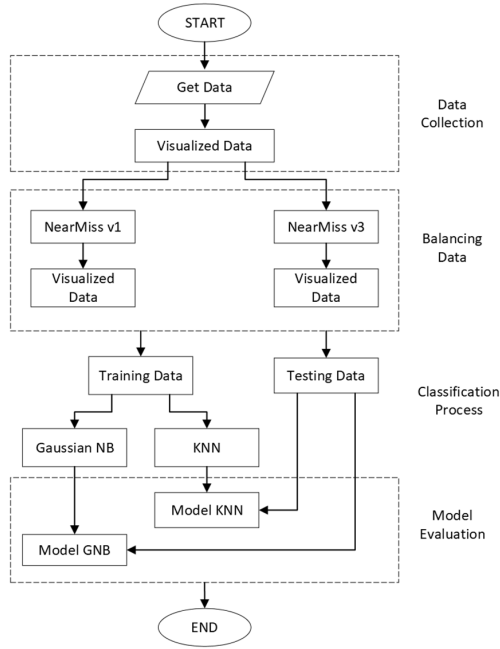 START
Get Data
Visualized Data
Data
Collection
NearMiss v1
NearMiss v3
Visualized
Data
Visualized
Data
Balancing
Data
Training Data
Testing Data
Classification
Process
Gaussian NB
KNN
Model KNN
Model GNB
Model
Evaluation
END